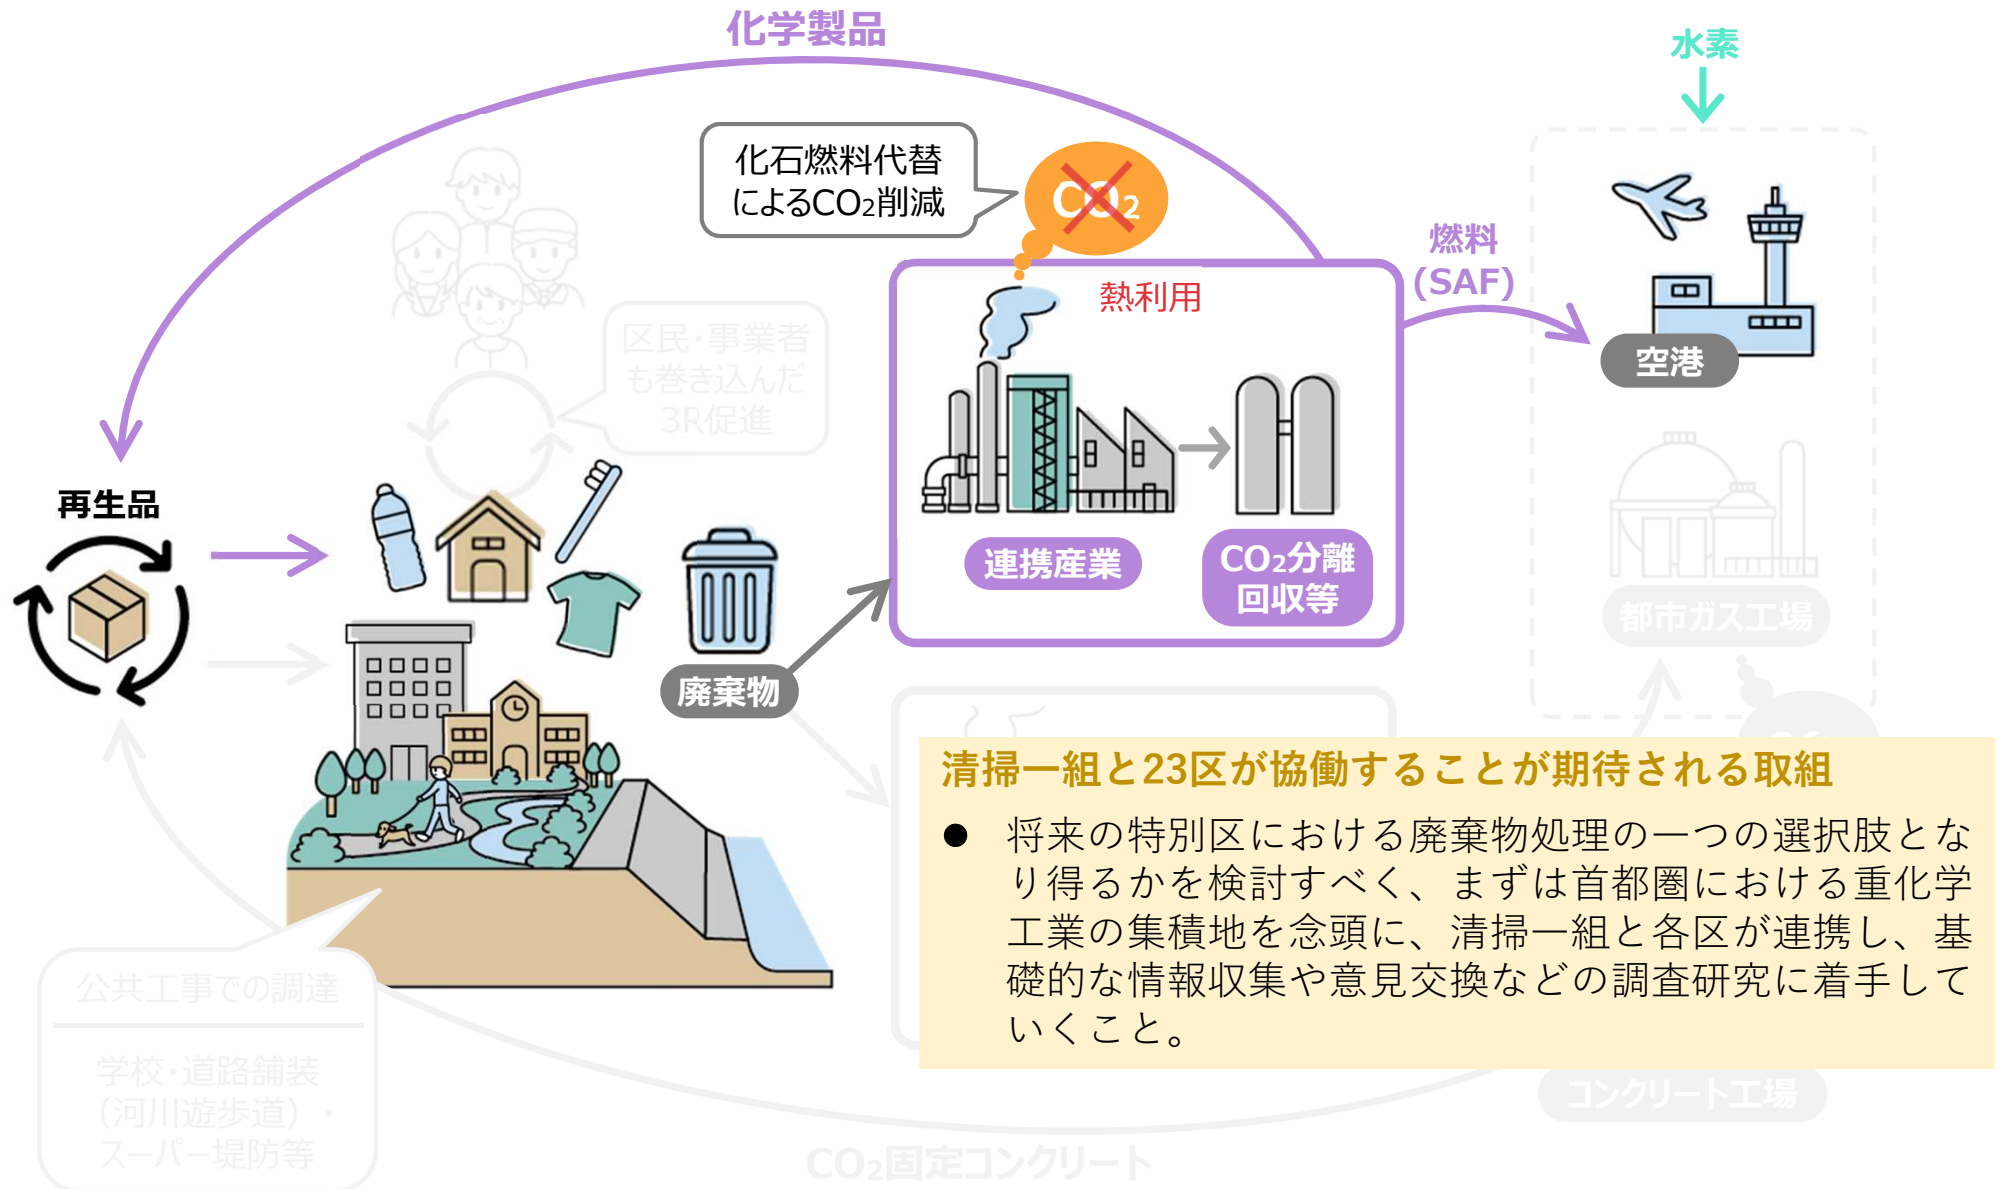 化学製品
水素
化石燃料代替
によるCO₂削減
CO₂
燃料
(SAF)
熱利用
空港
区民・事業者
も巻き込んだ
3R促進
再生品
連携産業
CO₂分離
回収等
都市ガス工場
廃棄物
清掃一組と23区が協働することが期待される取組
● 将来の特別区における廃棄物処理の一つの選択肢とな
り得るかを検討すべく、まずは首都圏における重化学
工業の集積地を念頭に、清掃一組と各区が連携し、基
礎的な情報収集や意見交換などの調査研究に着手して
いくこと。
公共工事での調達
学校・道路舗装
（河川遊歩道）・
スーパー堤防等
コンクリート工場
CO₂固定コンクリート